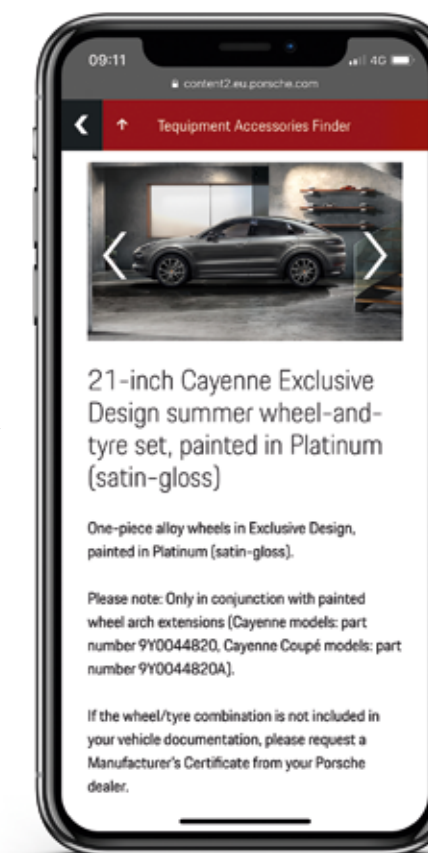 09:11
4G
content2.eu.porsche.com
Tequipment Accessories Finder
21-inch Cayenne Exclusive
Design summer wheel-and-
tyre set, painted in Platinum
(satin-gloss)
One-piece alloy wheels in Exclusive Design,
painted in Platinum (satin-gloss).
Please note: Only in conjunction with painted
wheel arch extensions (Cayenne models: part
number 9Y0044820, Cayenne Coupé models: part
number 9Y0044820A).
If the wheel/tyre combination is not included in
your vehicle documentation, please request a
Manufacturer's Certificate from your Porsche
dealer.